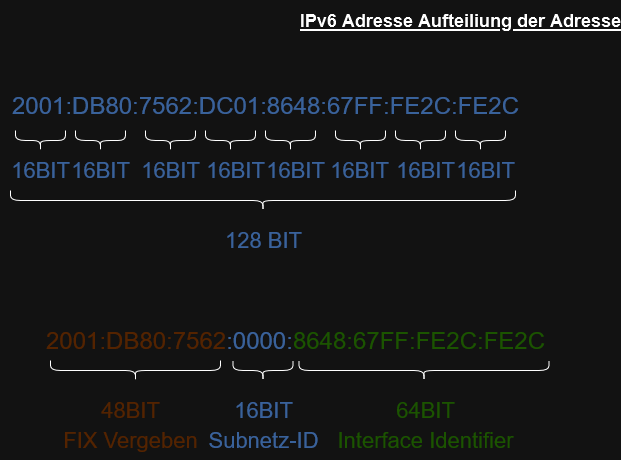 IPv6 Adresse Aufteiliung der Adresse
2001:DB80:7562:DC01:8648:67FF:FE2C:FE2C
16BIT 16BIT 16BIT 16BIT 16BIT 16BIT 16BIT 16BIT
128 BIT
2001:DB80:7562:0000:8648:67FF:FE2C:FE2C
48BIT 16BIT 64BIT
FIX Vergeben Subnetz-ID Interface Identifier